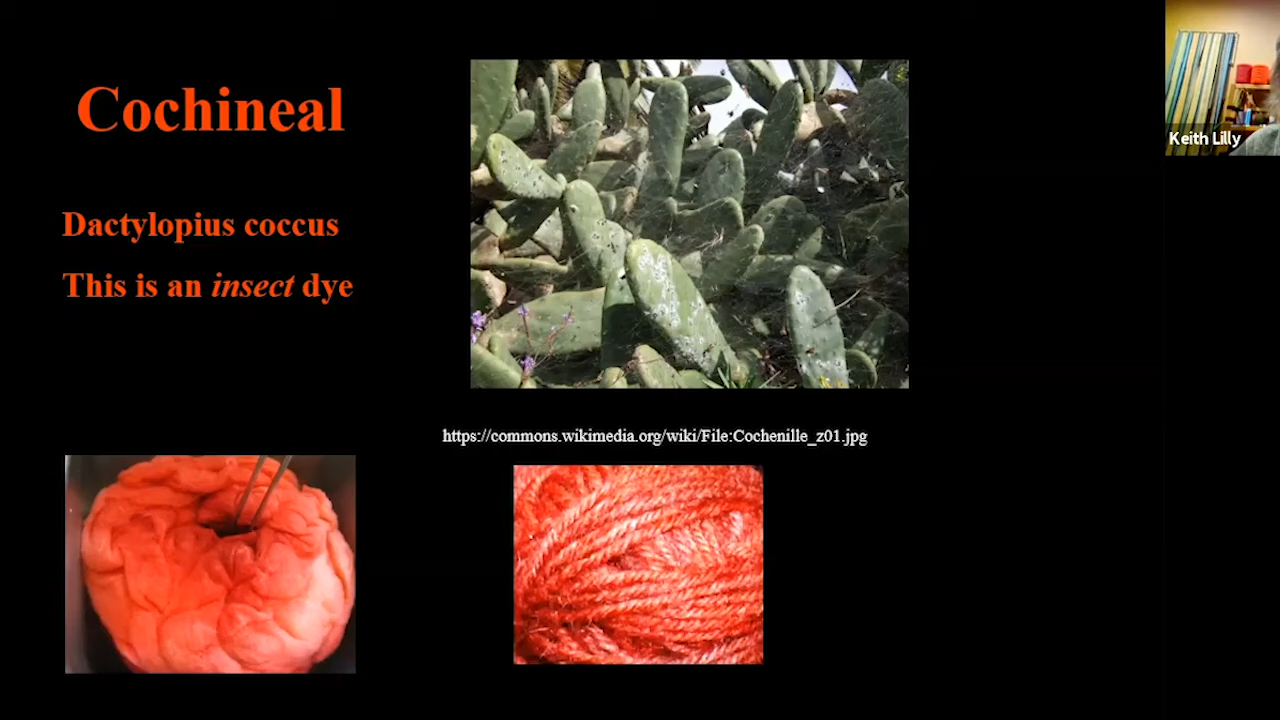 Cochineal
Dactylopius coccus
This is an insect dye
https://commons.wikimedia.org/wiki/File:Cochenille_z01.jpg
Keith Lilly